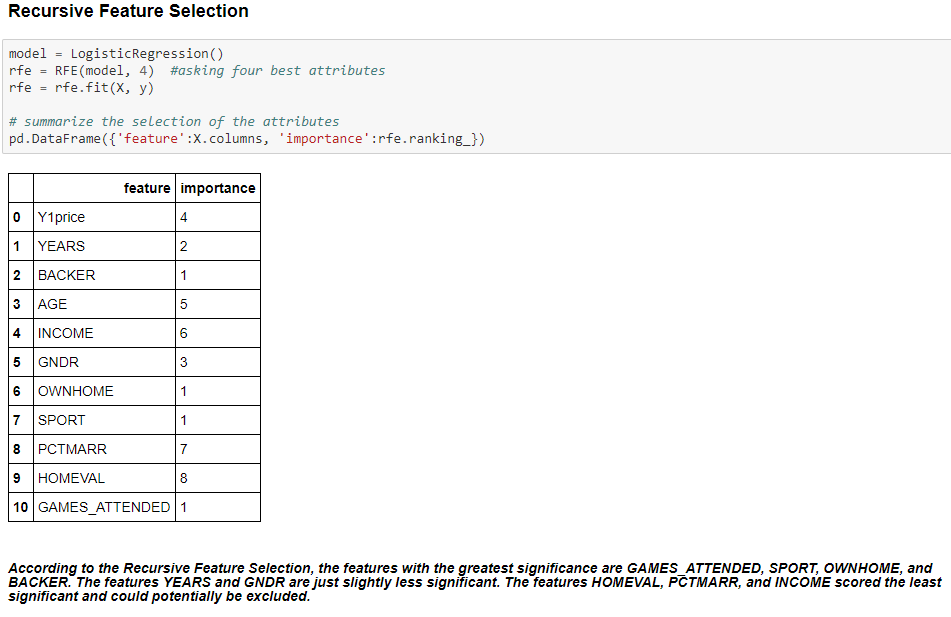 Recursive Feature Selection
model = LogisticRegression()
rfe = RFE(model, 4)  #asking four best attributes
rfe = rfe.fit(X, y)
# summarize the selection of the attributes
pd.DataFrame({'feature':X.columns, 'importance':rfe.ranking_})
feature importance
0 Y1price 4
1 YEARS 2
2 BACKER 1
3 AGE 5
4 INCOME 6
5 GNDR 3
6 OWNHOME 1
7 SPORT 1
8 PCTMARR 7
9 HOMEVAL 8
10 GAMES_ATTENDED 1
According to the Recursive Feature Selection, the features with the greatest significance are GAMES_ATTENDED, SPORT, OWNHOME, and
BACKER. The features YEARS and GNDR are just slightly less significant. The features HOMEVAL, PCTMARR, and INCOME scored the least
significant and could potentially be excluded.